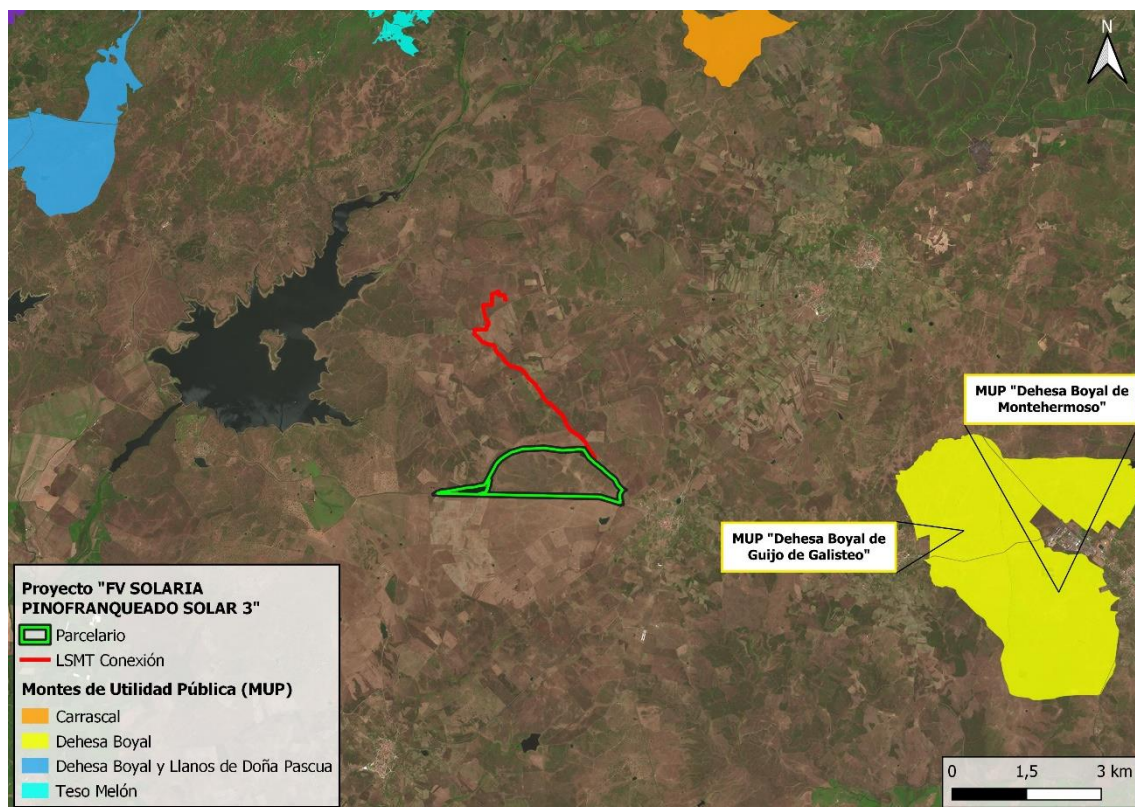 N
MUP "Dehesa Boyal de
Montehermoso"
MUP "Dehesa Boyal de
Guijo de Galisteo"
Proyecto "FV SOLARIA
PINOFRANQUEADO SOLAR 3"
Parcelario
LSMT Conexión
Montes de Utilidad Pública (MUP)
Carrascal
Dehesa Boyal
Dehesa Boyal y Llanos de Doña Pascua
Teso Melón
0 1,5 3 km